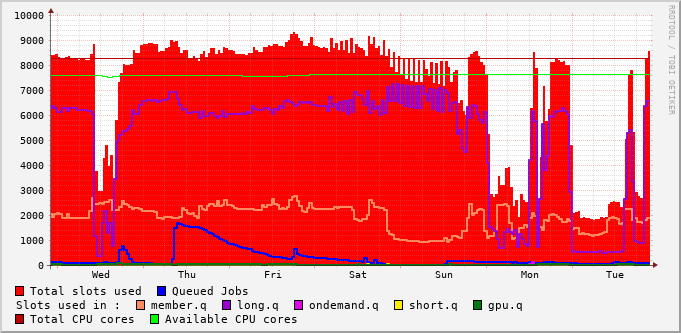 10000
9000
8000
7000
6000
5000
4000
3000
2000
1000
0
Wed Thu Fri Sat Sun Mon Tue
Total slots used Queued Jobs
Slots used in : member.q long.q ondemand.q short.q gpu.q
Total CPU cores Available CPU cores
RRDTOOL / TOBI OETIKER